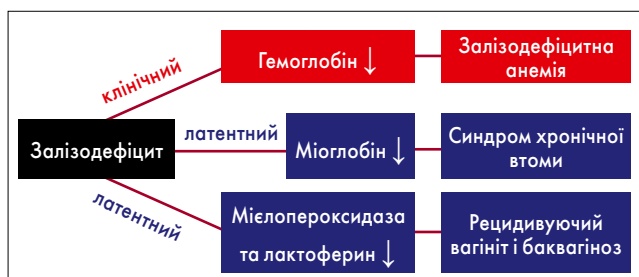 клінічний
Гемоглобін ↓
Залізодефіцитна
анемія
Залізодефіцит
латентний
Міоглобін ↓
Синдром хронічної
втоми
латентний
Мієлопероксидаза
та лактоферин ↓
Рецидивуючий
вагініт і баквагіноз